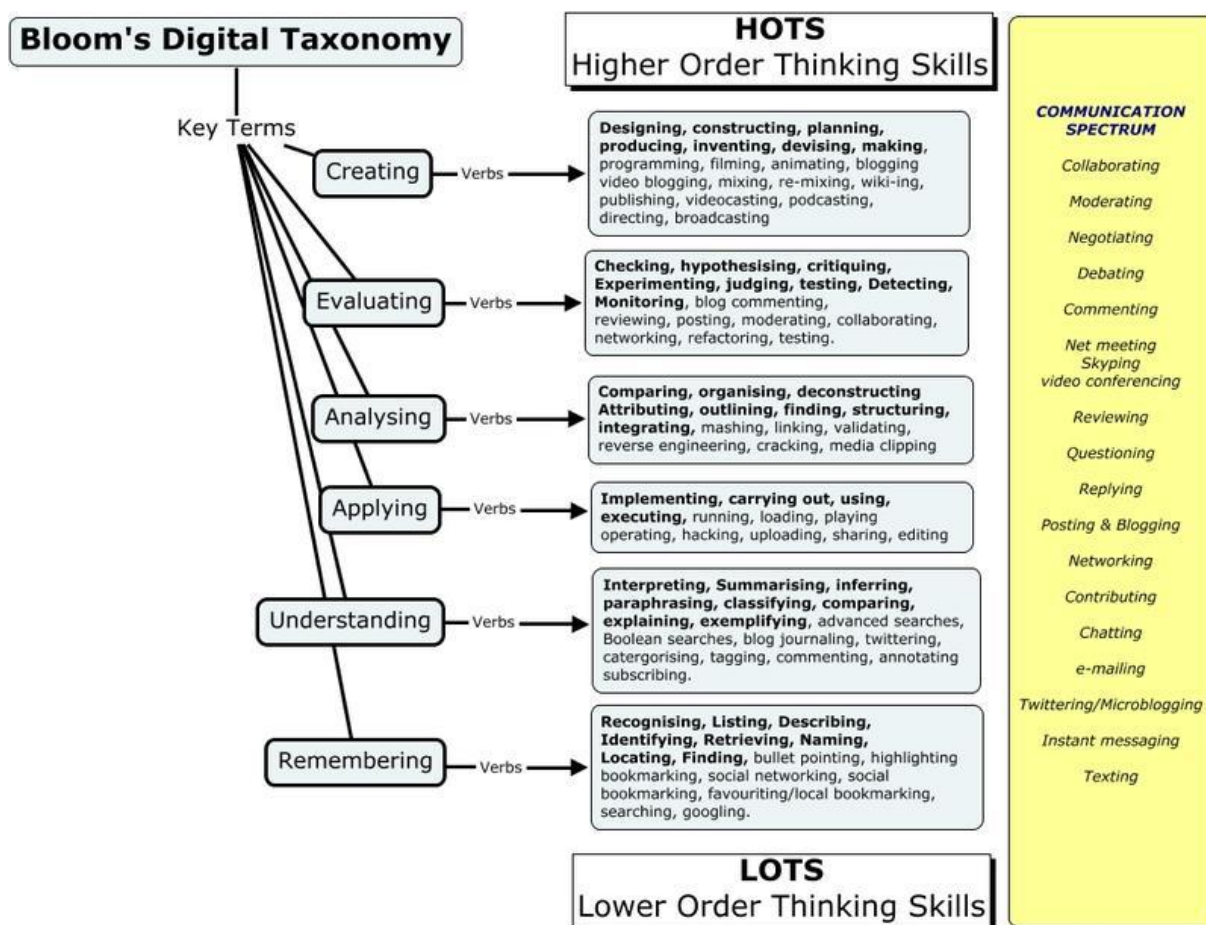 Bloom's Digital Taxonomy
Key Terms
HOTS
Higher Order Thinking Skills
Creating
Verbs
Designing, constructing, planning,
producing, inventing, devising, making,
programming, filming, animating, blogging
video blogging, mixing, re-mixing, wiki-ing,
publishing, videocasting, podcasting,
directing, broadcasting
Evaluating
Verbs
Checking, hypothesising, critiquing,
Experimenting, judging, testing, Detecting,
Monitoring, blog commenting,
reviewing, posting, moderating, collaborating,
networking, refactoring, testing.
Analysing
Verbs
Comparing, organising, deconstructing
Attributing, outlining, finding, structuring,
integrating, mashing, linking, validating,
reverse engineering, cracking, media clipping
Applying
Verbs
Implementing, carrying out, using,
executing, running, loading, playing
operating, hacking, uploading, sharing, editing
Understanding
Verbs
Interpreting, Summarising, inferring,
paraphrasing, classifying, comparing,
explaining, exemplifying, advanced searches,
Boolean searches, blog journaling, twittering,
catergorising, tagging, commenting, annotating
subscribing.
Remembering
Verbs
Recognising, Listing, Describing,
Identifying, Retrieving, Naming,
Locating, Finding, bullet pointing, highlighting
bookmarking, social networking, social
bookmarking, favouriting/local bookmarking,
searching, googling.
LOTS
Lower Order Thinking Skills
COMMUNICATION
SPECTRUM
Collaborating
Moderating
Negotiating
Debating
Commenting
Net meeting
Skyping
video conferencing
Reviewing
Questioning
Replying
Posting & Blogging
Networking
Contributing
Chatting
e-mailing
Twittering/Microblogging
Instant messaging
Texting